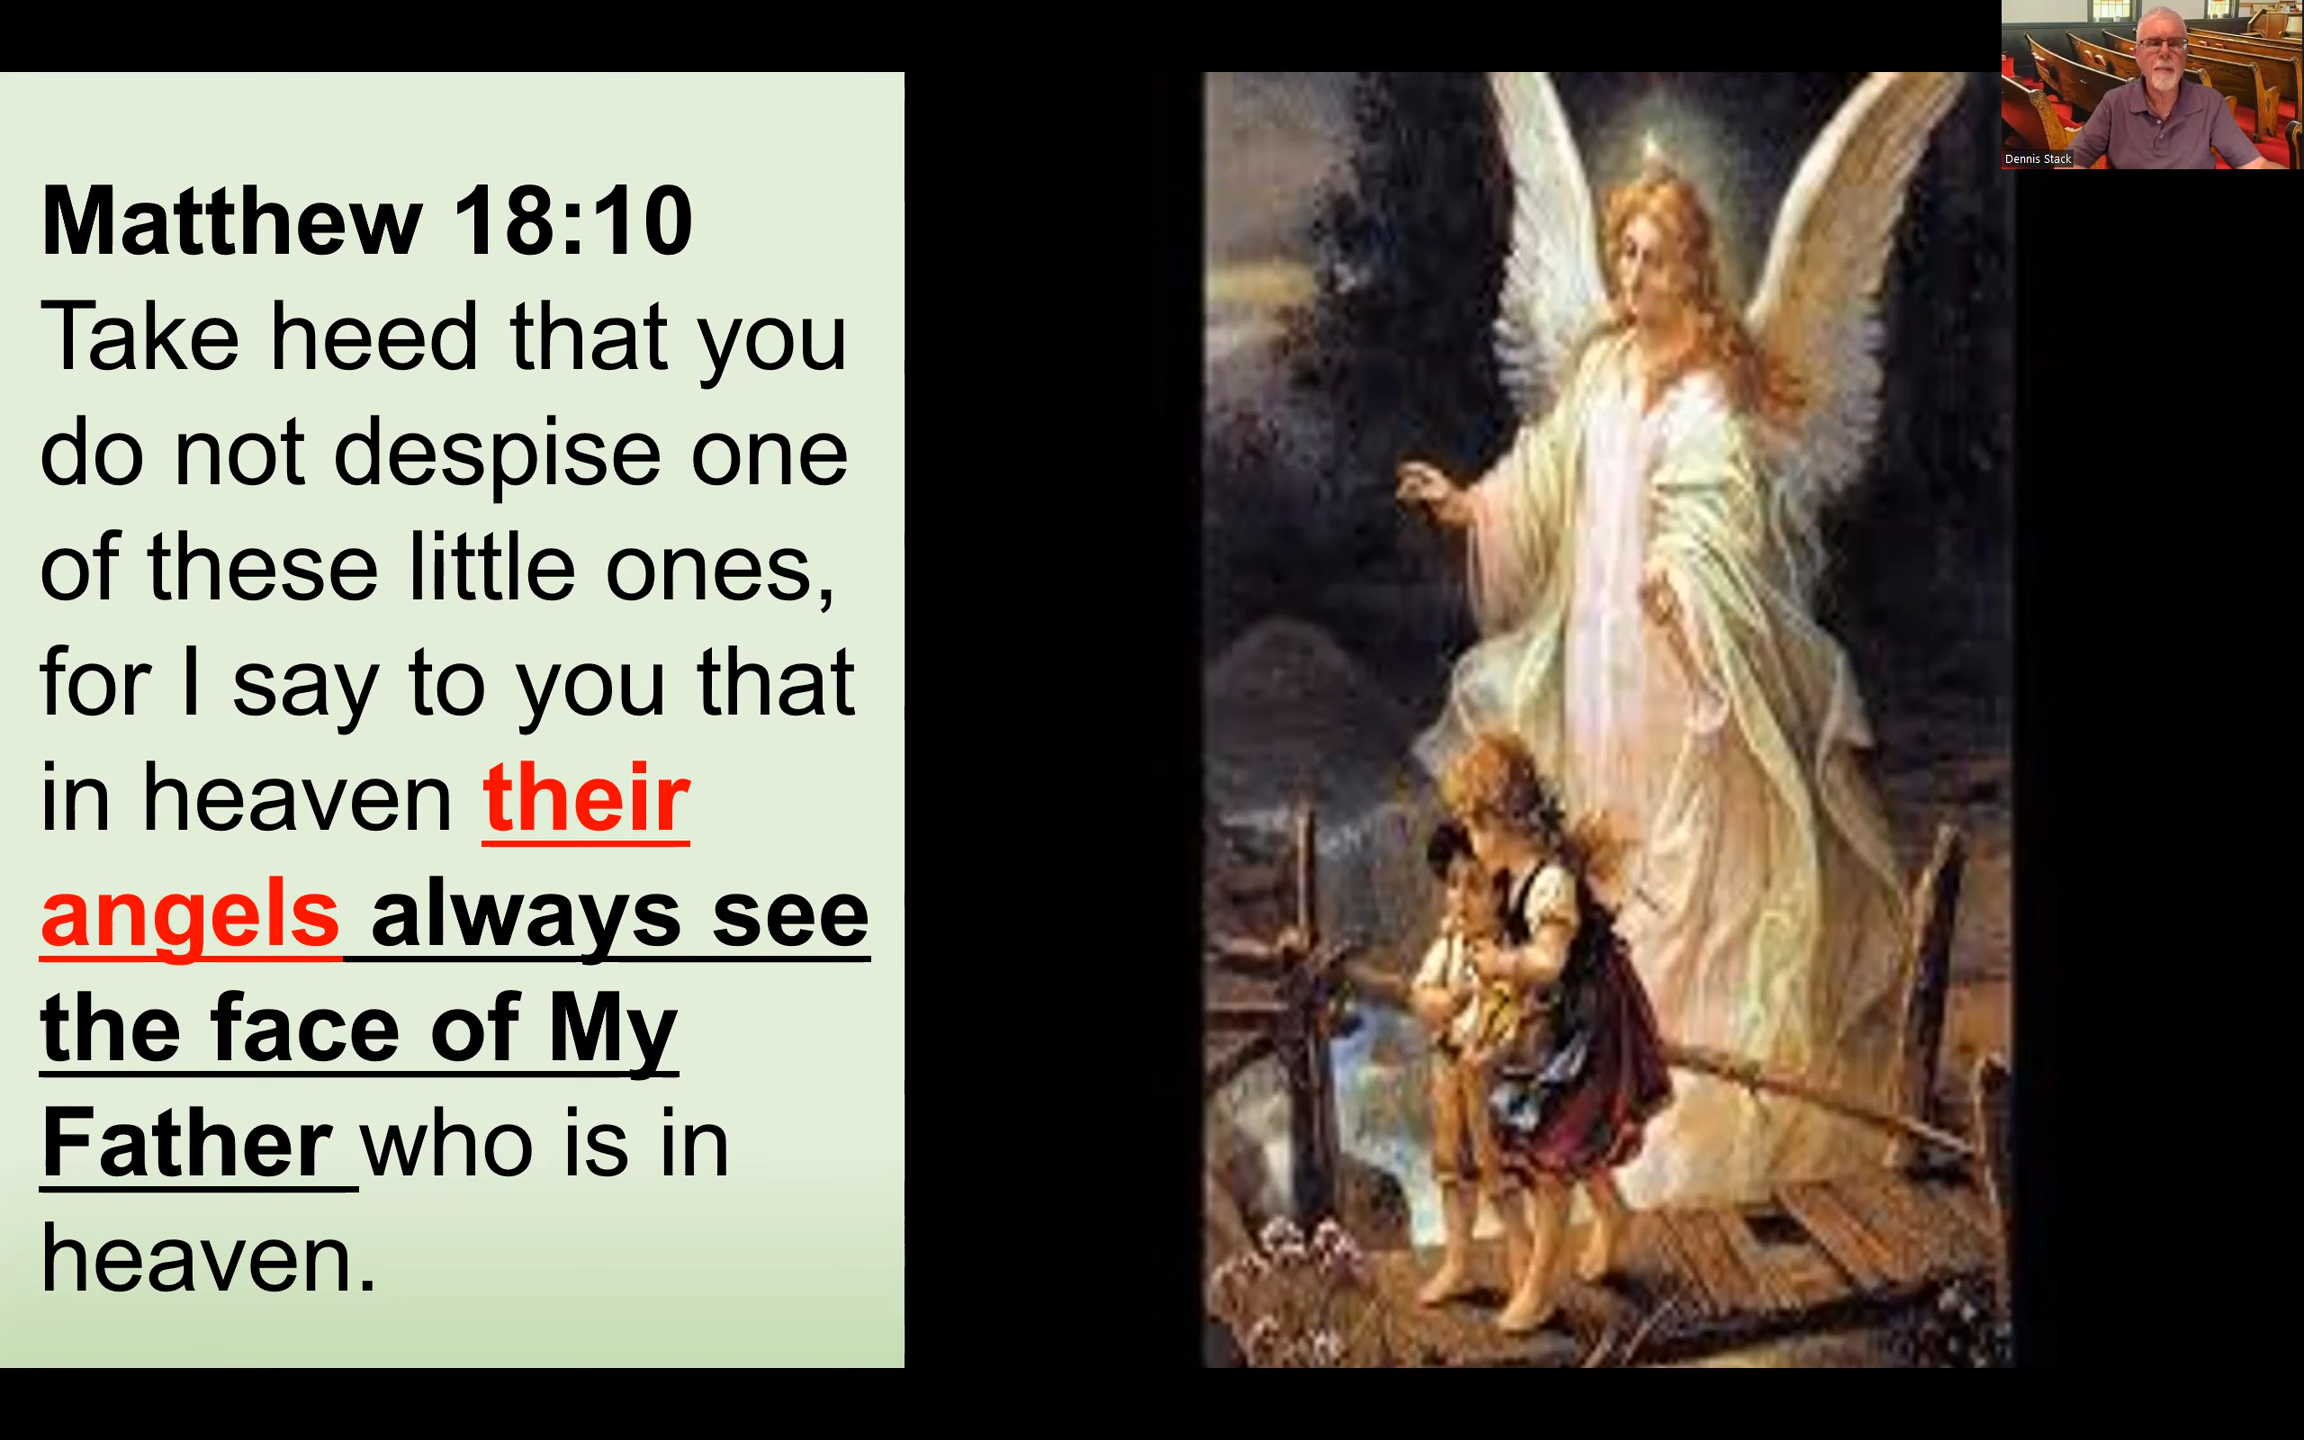 Matthew 18:10
Take heed that you
do not despise one
of these little ones,
for I say to you that
in heaven their
angels always see
the face of My
Father who is in
heaven.
Dennis Stack